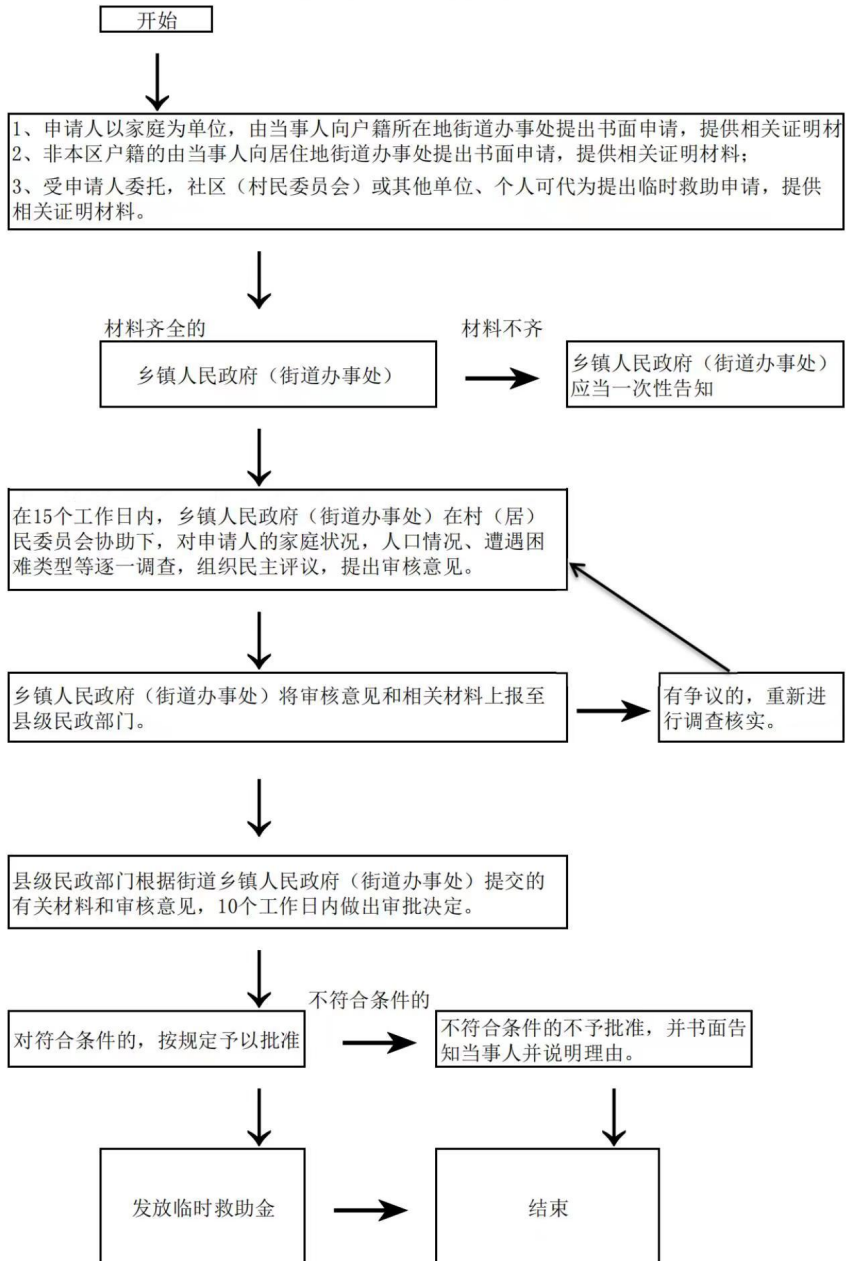 开始
1、申请人以家庭为单位，由当事人向户籍所在地街道办事处提出书面申请，提供相关证明材
2、非本区户籍的由当事人向居住地街道办事处提出书面申请，提供相关证明材料；
3、受申请人委托，社区（村民委员会）或其他单位、个人可代为提出临时救助申请，提供
相关证明材料。
材料齐全的
材料不齐
乡镇人民政府（街道办事处）
乡镇人民政府（街道办事处）
应当一次性告知
在15个工作日内，乡镇人民政府（街道办事处）在村（居）
民委员会协助下，对申请人的家庭状况，人口情况、遭遇困
难类型等逐一调查，组织民主评议，提出审核意见。
乡镇人民政府（街道办事处）将审核意见和相关材料上报至
县级民政部门。
有争议的，重新进
行调查核实。
县级民政部门根据街道乡镇人民政府（街道办事处）提交的
有关材料和审核意见，10个工作日内做出审批决定。
不符合条件的
对符合条件的，按规定予以批准
不符合条件的不予批准，并书面告
知当事人并说明理由。
发放临时救助金
结束